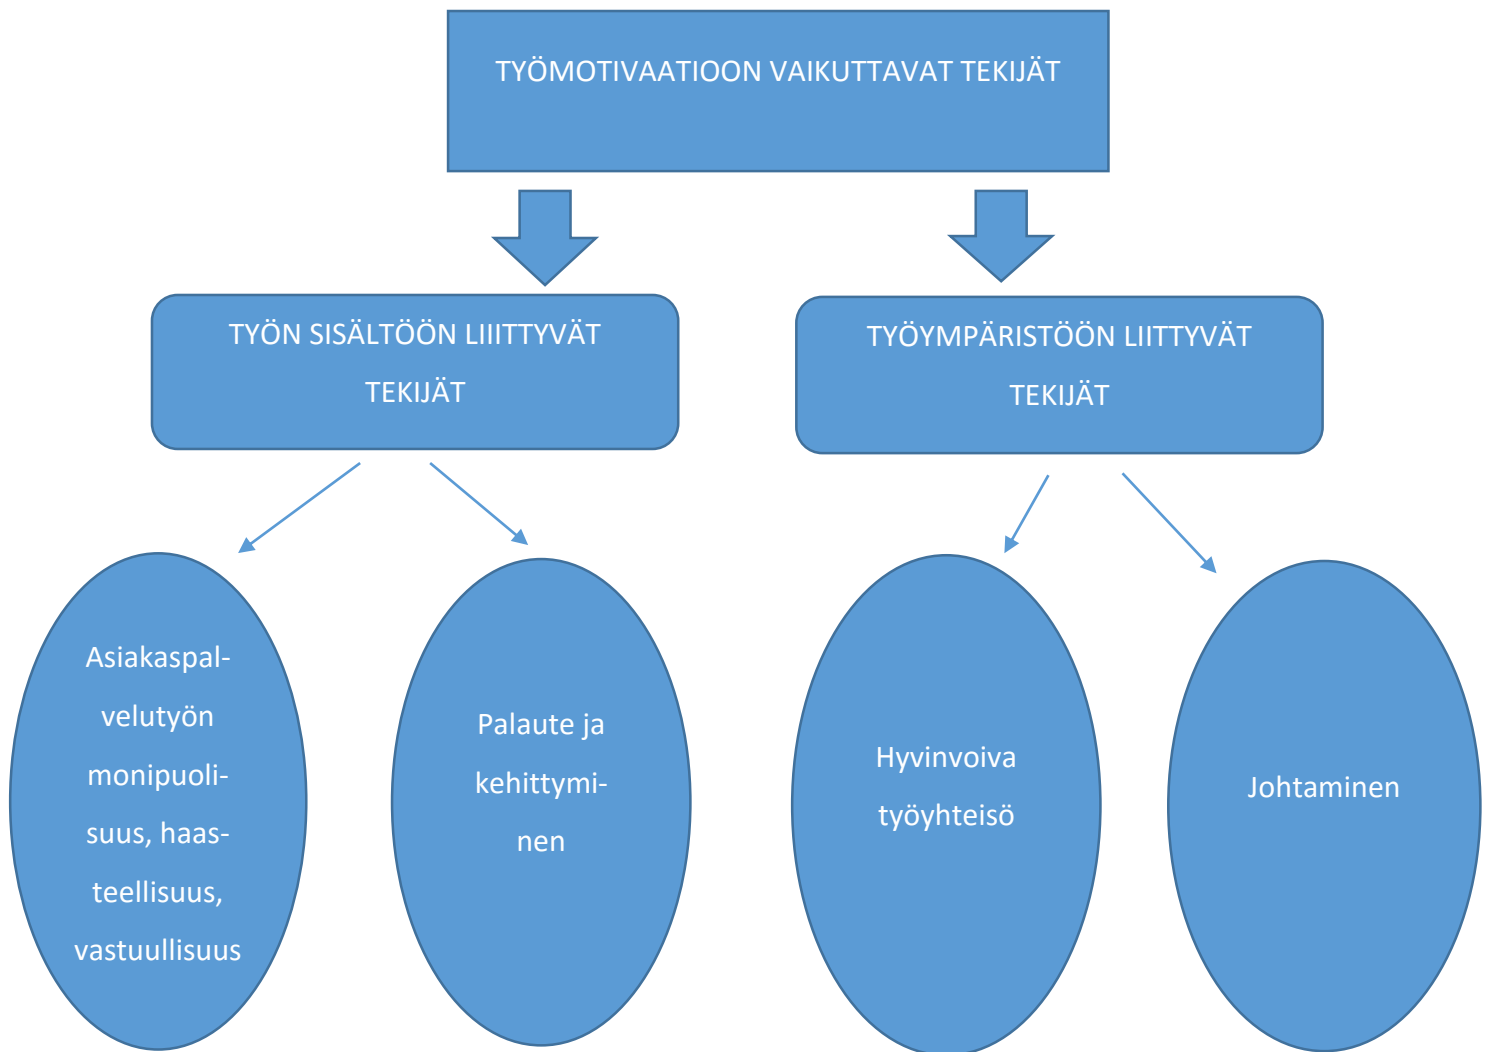 TYÖMOTIVAATIOON VAIKUTTAVAT TEKIJÄT
TYÖN SISÄLTÖÖN LIITTYVÄT
TEKIJÄT
TYÖYMPÄRISTÖÖN LIITTYVÄT
TEKIJÄT
Asiakaspal-
velutyön
monipuoli-
suus, haas-
teellisuus,
vastuullisuus
Palaute ja
kehittymi-
nen
Hyvinvoiva
työyhteisö
Johtaminen